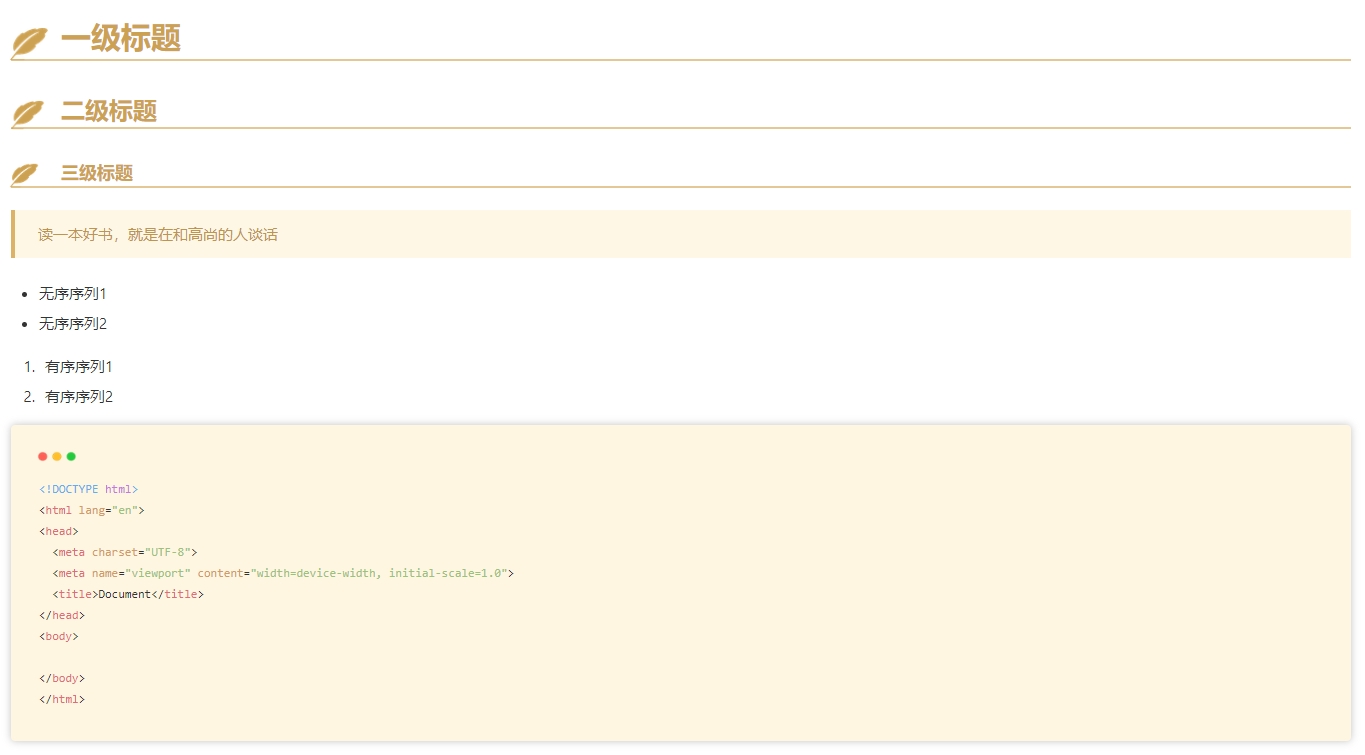 一级标题
二级标题
三级标题
读一本好书，就是在和高尚的人谈话
• 无序序列1
• 无序序列2
1. 有序序列1
2. 有序序列2
<!DOCTYPE html>
<html lang="en">
<head>
  <meta charset="UTF-8">
  <meta name="viewport" content="width=device-width, initial-scale=1.0">
  <title>Document</title>
</head>
<body>

</body>
</html>